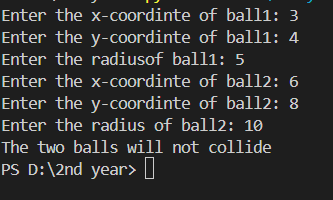 Enter the x-coordinte of ball1: 3
Enter the y-coordinte of ball1: 4
Enter the radiusof ball1: 5
Enter the x-coordinte of ball2: 6
Enter the y-coordinte of ball2: 8
Enter the radius of ball2: 10
The two balls will not collide
PS D:\2nd year>